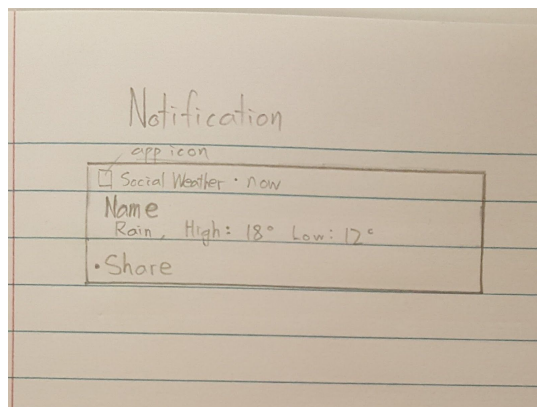 Notification
app icon
Social Weather • now
Name
Rain, High: 18° Low: 12°
• Share